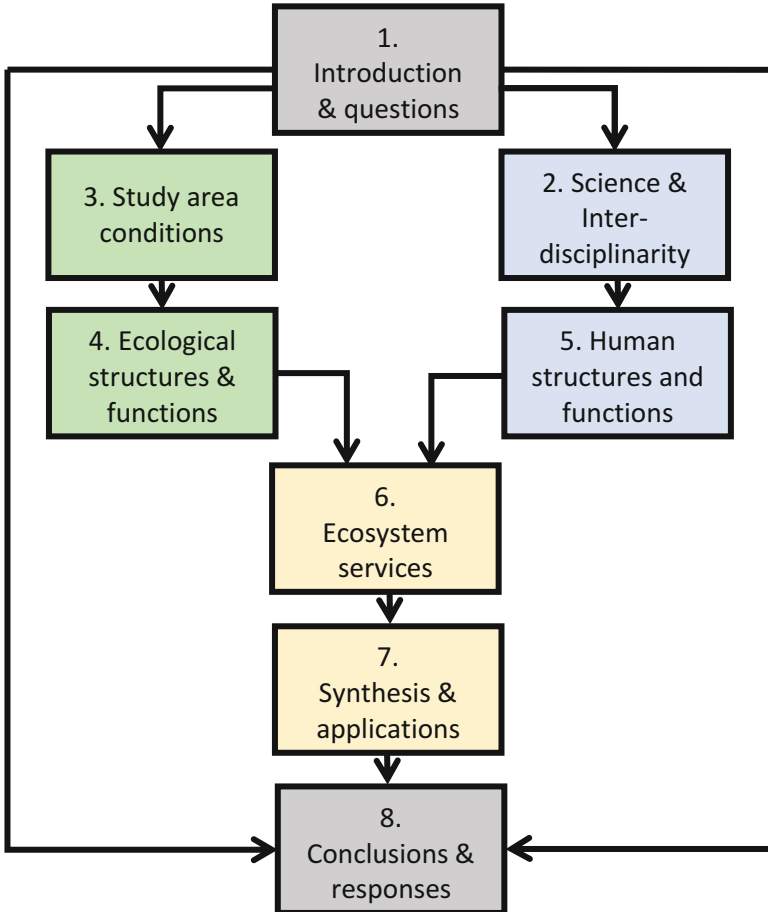 1.
Introduction
& questions
3. Study area
conditions
2. Science &
Inter-
disciplinarity
4. Ecological
structures &
functions
5. Human
structures and
functions
6.
Ecosystem
services
7.
Synthesis &
applications
8.
Conclusions &
responses